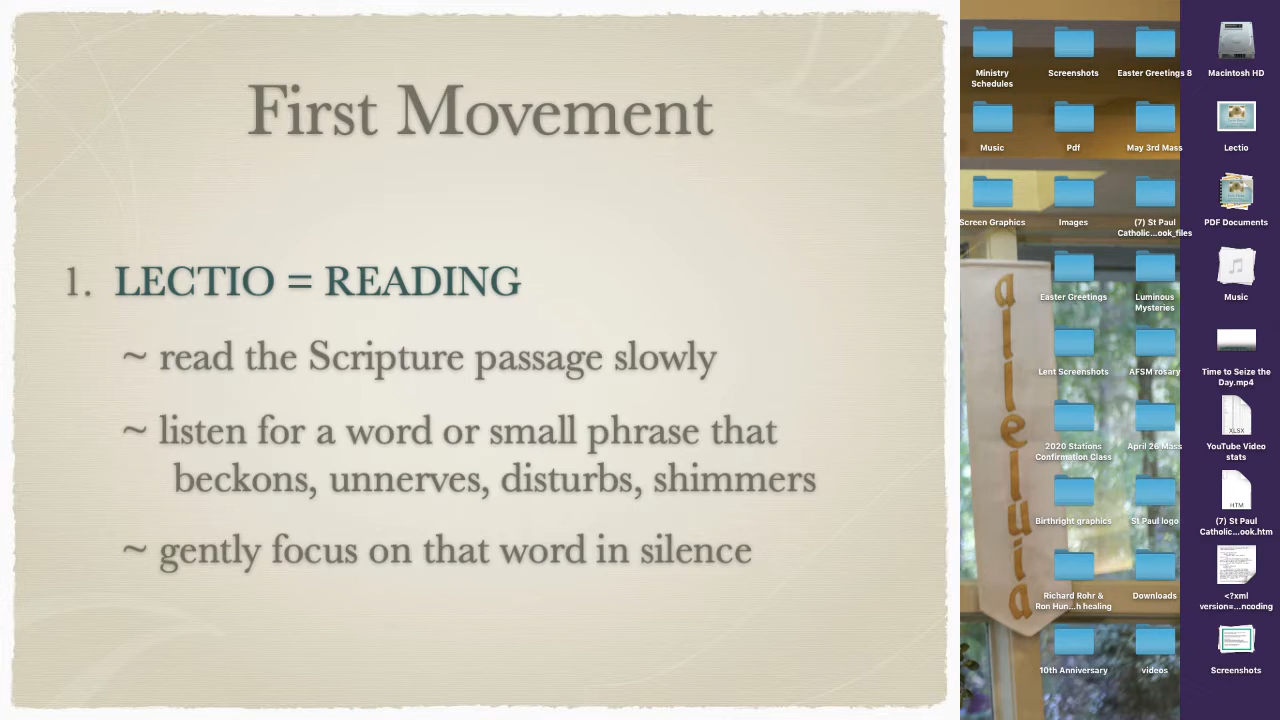 First Movement
1. LECTIO = READING
~ read the Scripture passage slowly
~ listen for a word or small phrase that
beckons, unnerves, disturbs, shimmers
~ gently focus on that word in silence
Ministry
Schedules
Screenshots
Easter Greetings 8
Macintosh HD
Music
Pdf
May 3rd Mass
Lectio
Screen Graphics
Images
(7) St Paul
Catholic...ook_files
PDF Documents
Easter Greetings
Luminous
Mysteries
Music
Lent Screenshots
AFSM rosary
Time to Seize the
Day.mp4
2020 Stations
Confirmation Class
April 26 Mass
XLSX
YouTube Video
stats
Birthright graphics
St Paul logo
HTM
(7) St Paul
Catholic...ook.htm
Richard Rohr &
Ron Hun...h healing
Downloads
<?xml
version=...ncoding
10th Anniversary
videos
Screenshots
alleluia